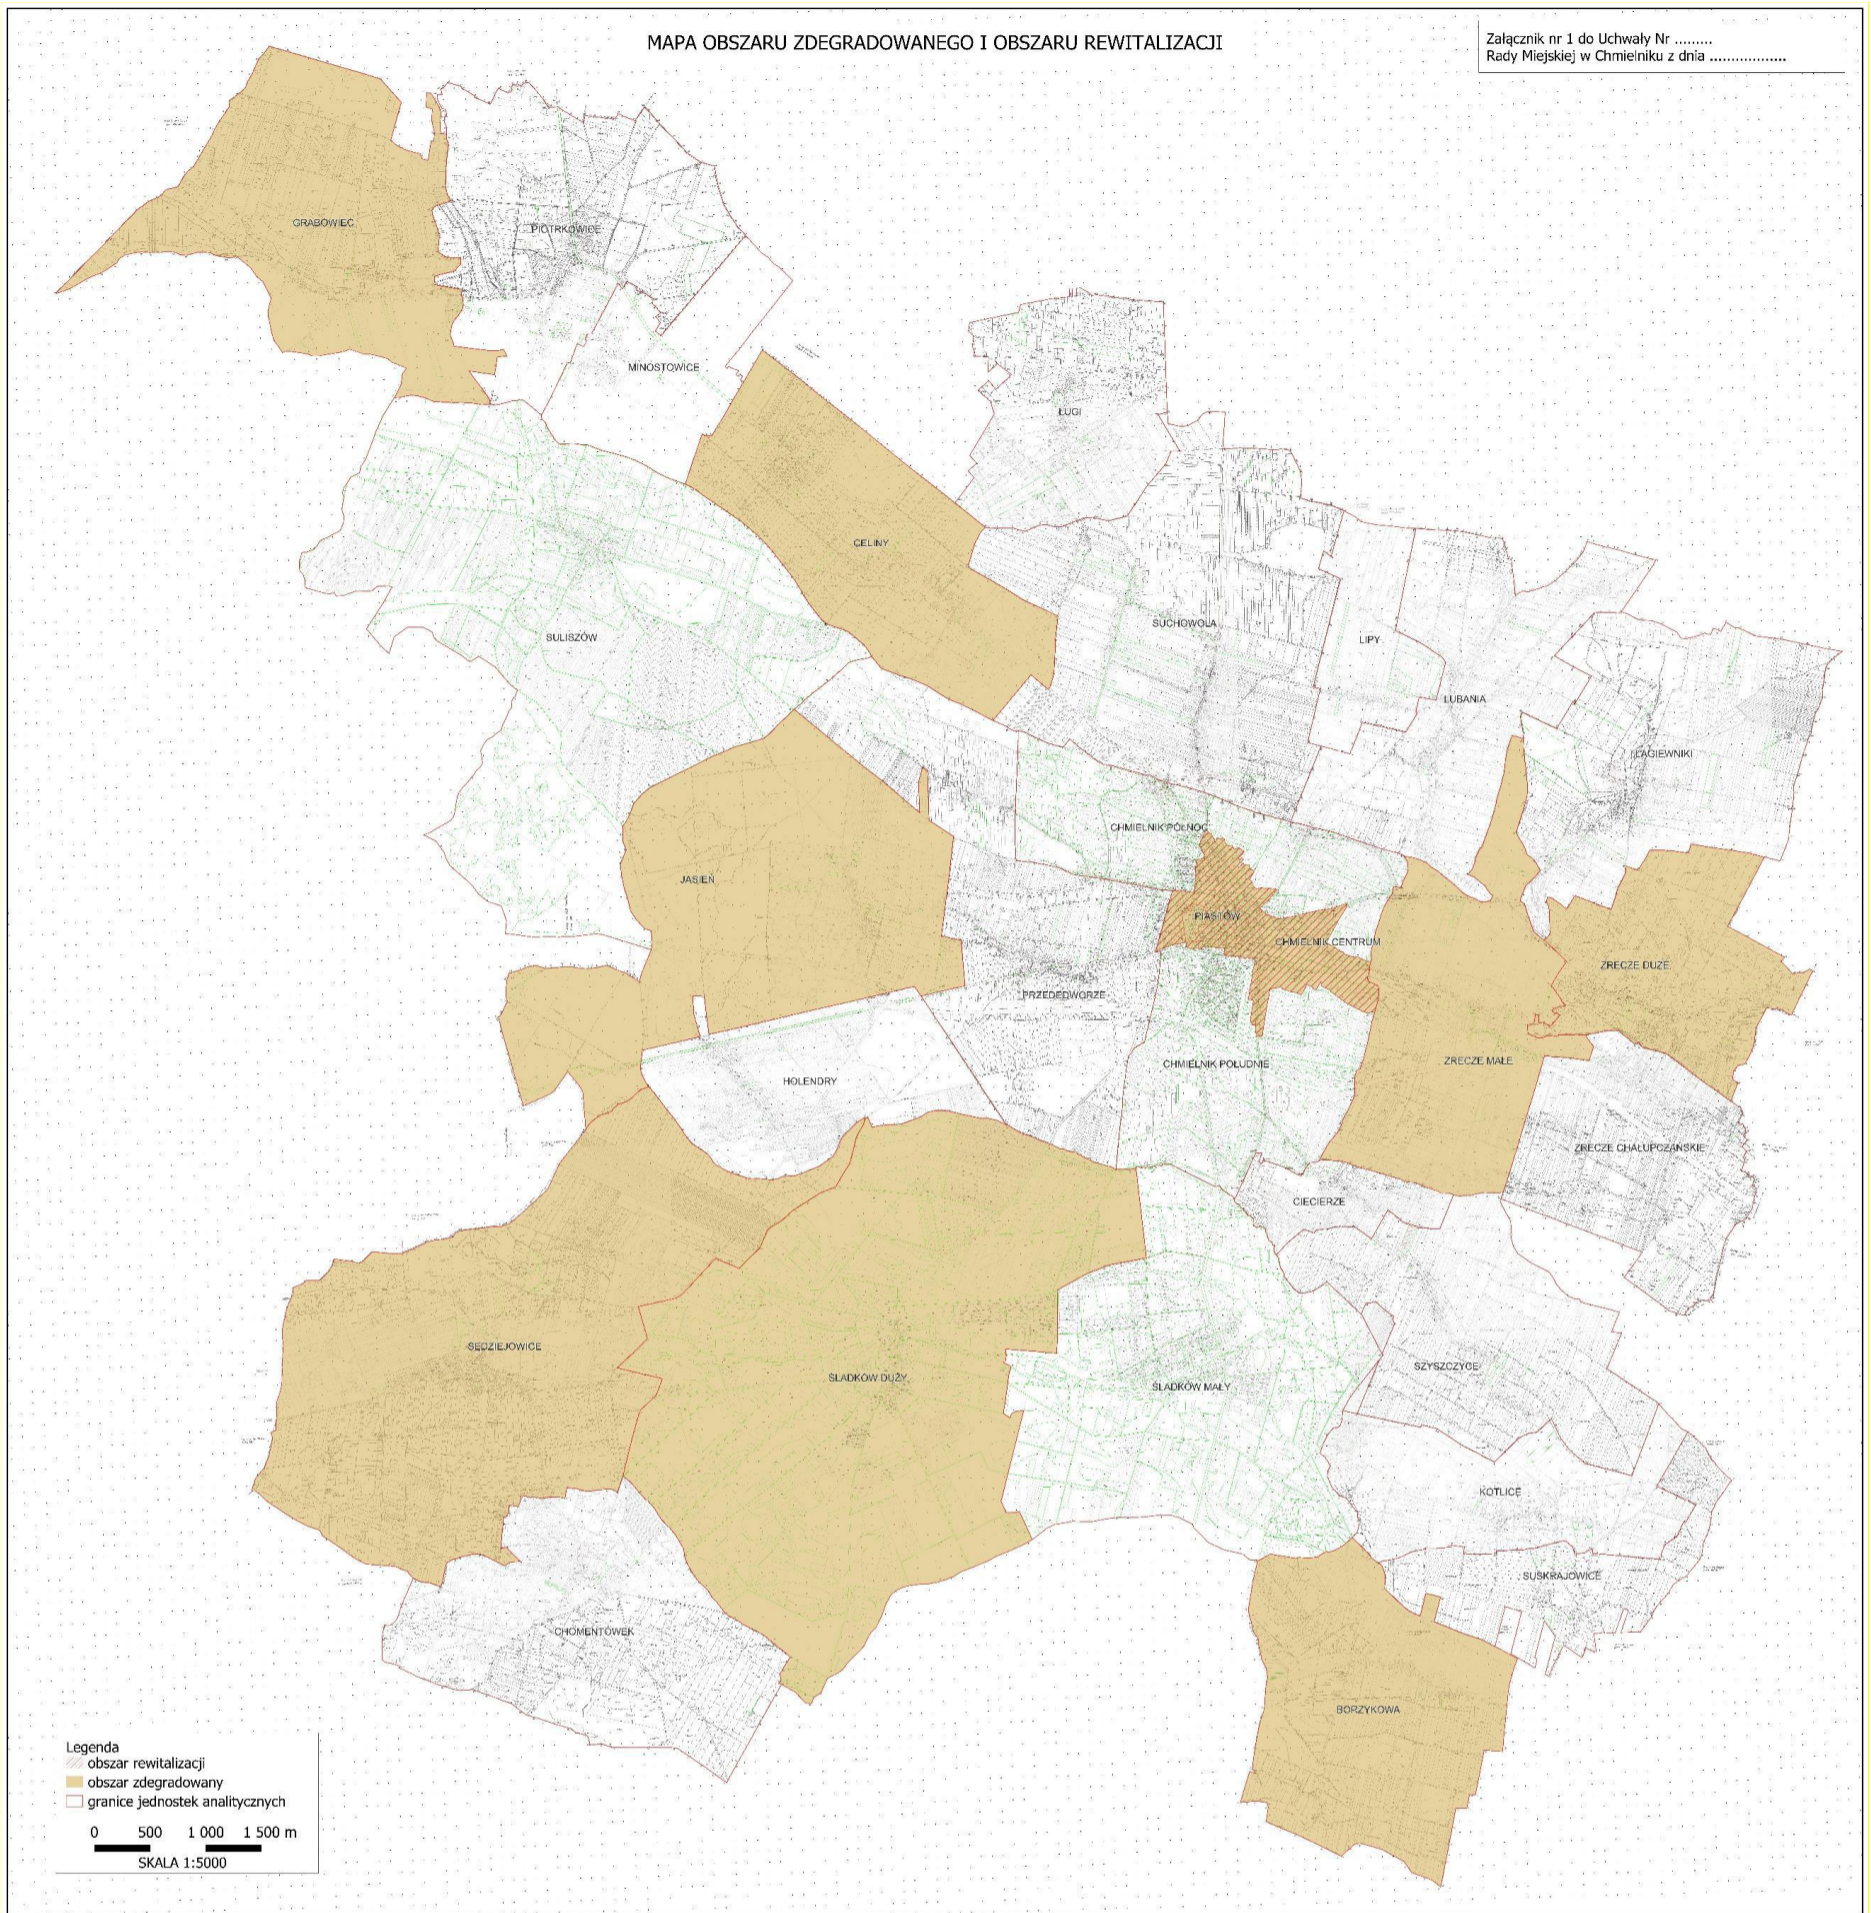 MAPA OBSZARU ZDEGRADOWANEGO I OBSZARU REWITALIZACJI
Załącznik nr 1 do Uchwały Nr .........
Rady Miejskiej w Chmielniku z dnia ..................
GRABOWIEC
PIOTRKOWICE
MINOSTOWICE
ŁUGI
CELINY
SUCHOWOLA
SULISZÓW
LIPY
LUBANIA
ŁAGIEWNIKI
CHMIELNIK PÓŁNOC
JASIEŃ
PIASTÓW
CHMIELNIK CENTRUM
ZRECZE DUŻE
PRZEDEDWORZE
ZRECZE MAŁE
CHMIELNIK POŁUDNIE
HOLENDRY
ZRECZE CHAŁUPCZAŃSKIE
CIECIERZE
SĘDZIEJOWICE
SZYSZCZYCE
ŚLADKÓW DUŻY
ŚLADKÓW MAŁY
KOTLICE
SUSKRAJOWICE
CHOMENTÓWEK
BORZYKOWA
Legenda
obszar rewitalizacji
obszar zdegradowany
granice jednostek analitycznych
0 500 1 000 1 500 m
SKALA 1:5000